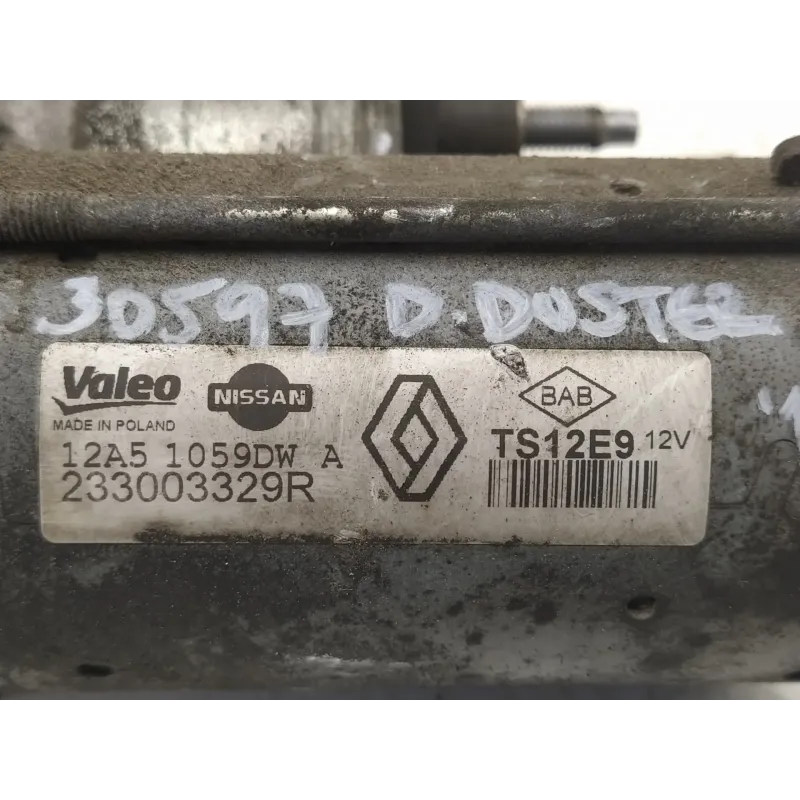 30597 D.DUSTER
Valeo NISSAN BAB
MADE IN POLAND
TS12E9 12V
12A5 1059DW A
233003329R